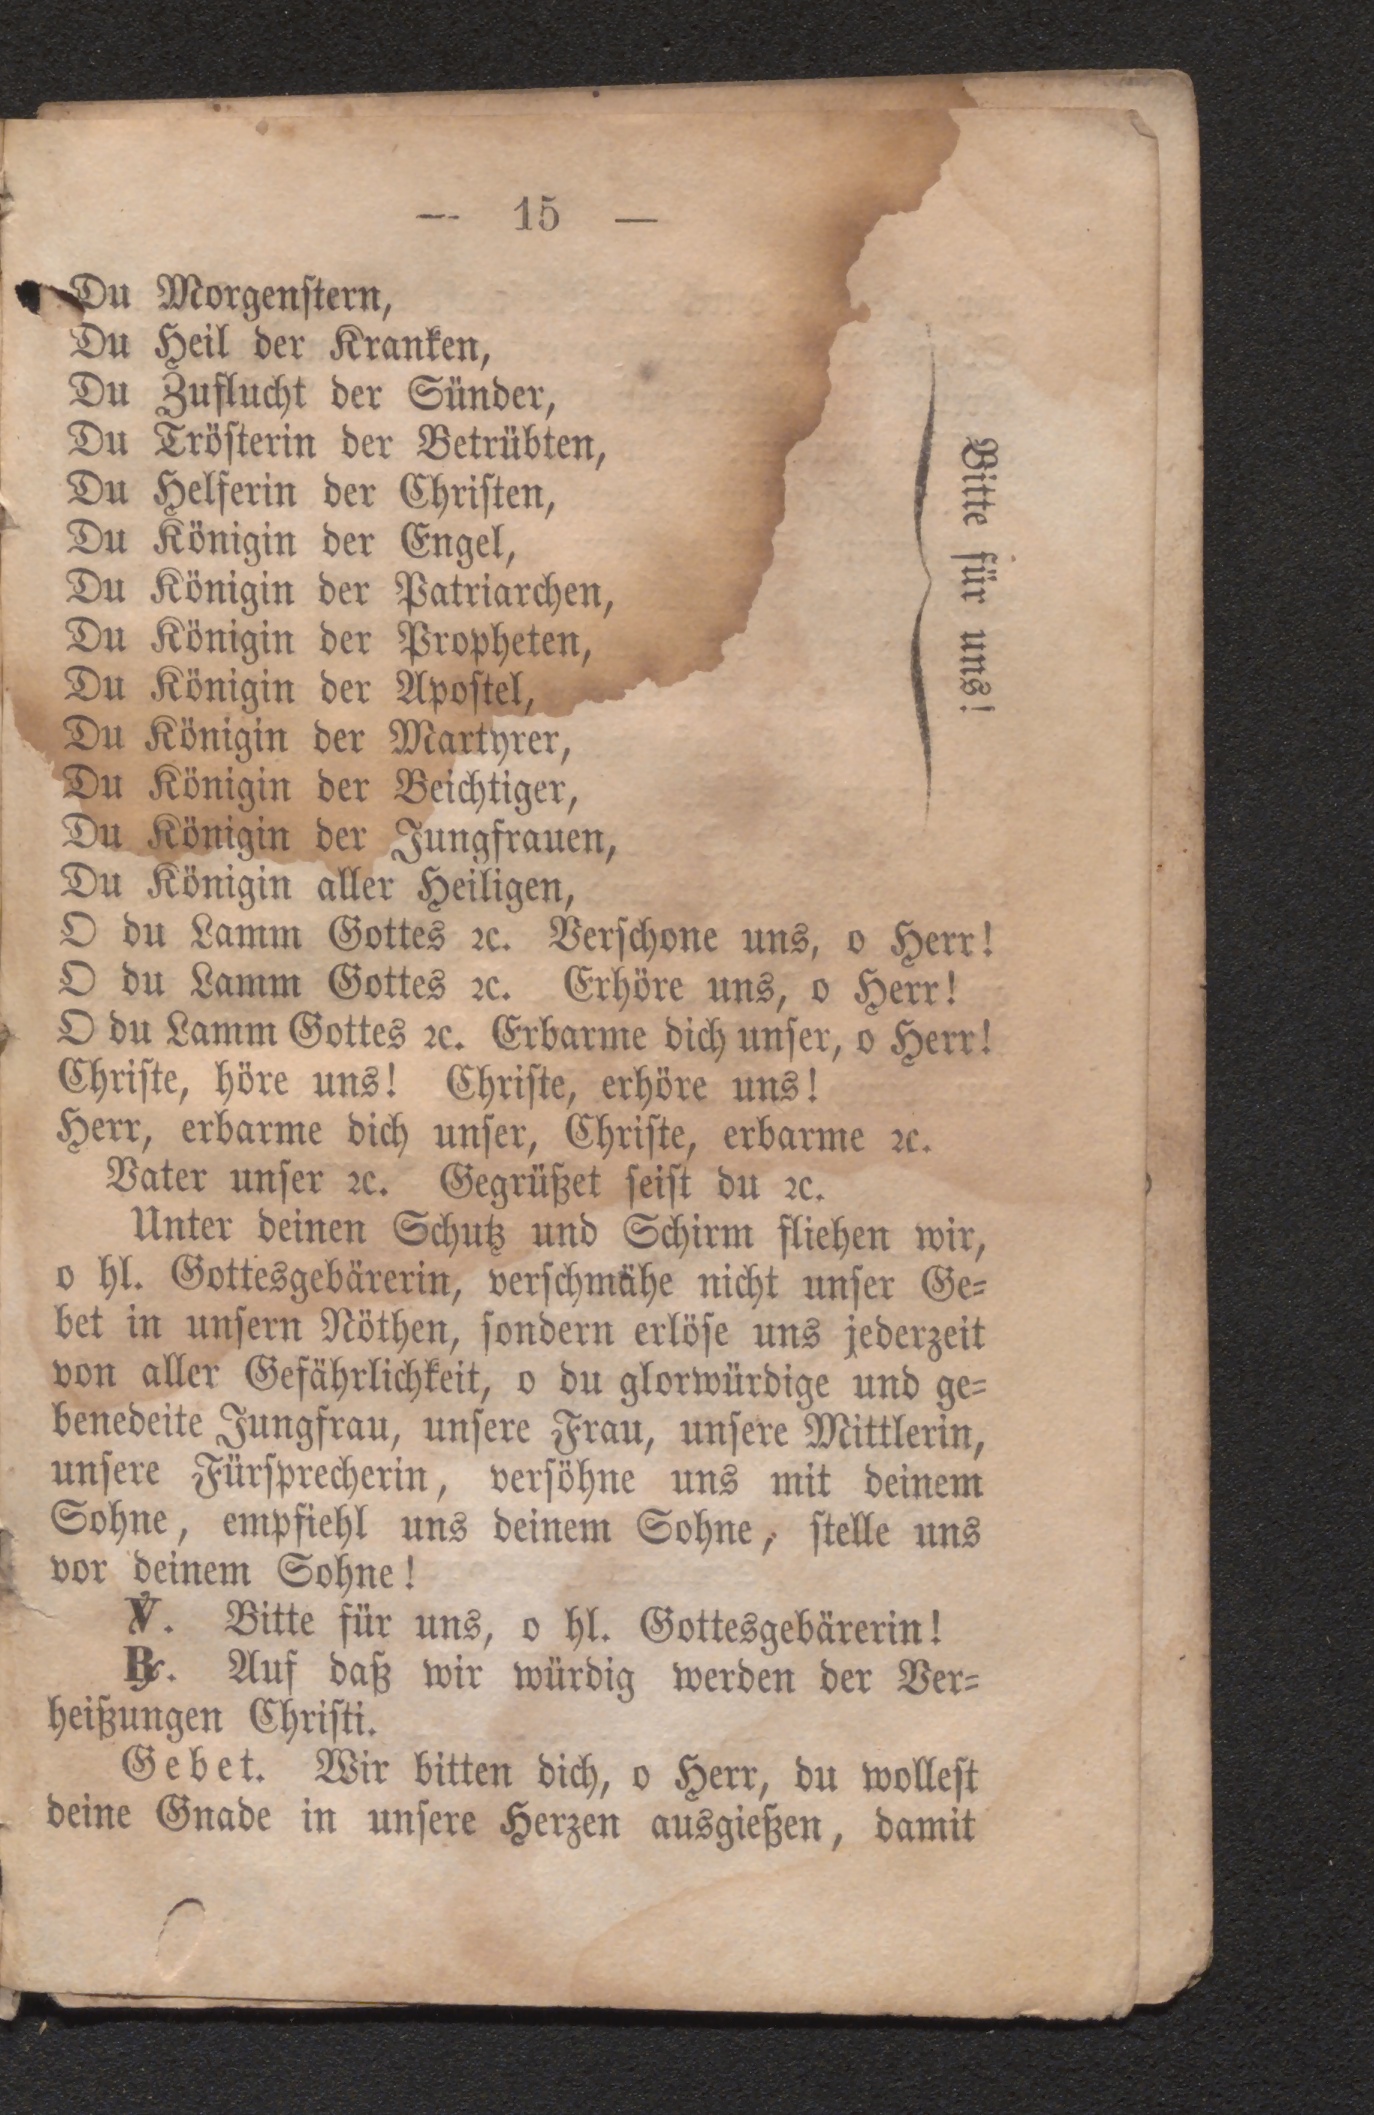 — 15 —
Du Morgenstern,
Du Heil der Kranken,
Du Zuflucht der Sünder,
Du Trösterin der Betrübten,
Du Helferin der Christen,
Du Königin der Engel,
Du Königin der Patriarchen,
Du Königin der Propheten,
Du Königin der Apostel,
Du Königin der Martyrer,
Du Königin der Beichtiger,
Du Königin der Jungfrauen,
Du Königin aller Heiligen,
Bitte für uns!
O du Lamm Gottes ꝛc. Verschone uns, o Herr!
O du Lamm Gottes ꝛc. Erhöre uns, o Herr!
O du Lamm Gottes ꝛc. Erbarme dich unser, o Herr!
Christe, höre uns! Christe, erhöre uns!
Herr, erbarme dich unser, Christe, erbarme ꝛc.
Vater unser ꝛc. Gegrüßet seist du ꝛc.
Unter deinen Schutz und Schirm fliehen wir,
o hl. Gottesgebärerin, verschmähe nicht unser Ge-
bet in unsern Nöthen, sondern erlöse uns jederzeit
von aller Gefährlichkeit, o du glorwürdige und ge-
benedeite Jungfrau, unsere Frau, unsere Mittlerin,
unsere Fürsprecherin, versöhne uns mit deinem
Sohne, empfiehl uns deinem Sohne, stelle uns
vor deinem Sohne!
℣. Bitte für uns, o hl. Gottesgebärerin!
℟. Auf daß wir würdig werden der Ver-
heißungen Christi.
Gebet. Wir bitten dich, o Herr, du wollest
deine Gnade in unsere Herzen ausgießen, damit